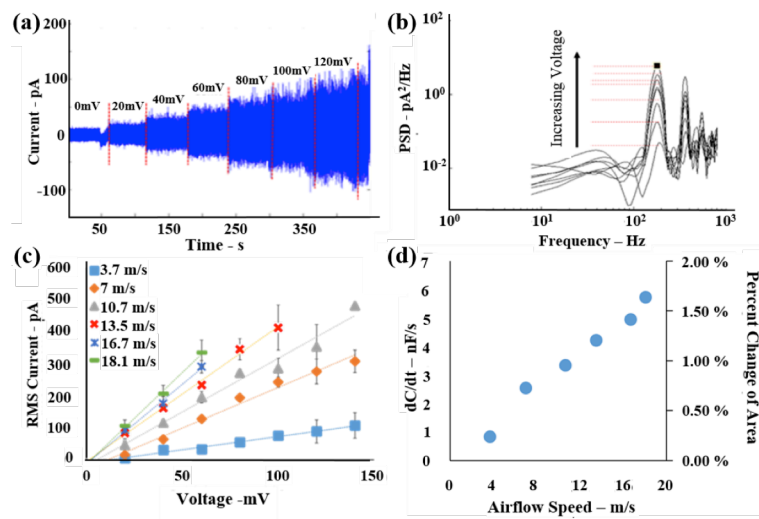 (a)
Current - pA
200
100
0
-100
0mV
20mV
40mV
60mV
80mV
100mV
120mV
50
150
250
350
Time - s
(b)
PSD - pA²/Hz
10²
10⁰
10⁻²
Increasing Voltage
10⁰
10¹
10²
10³
Frequency – Hz
(c)
RMS Current - pA
600
500
400
300
200
100
0
3.7 m/s
7 m/s
10.7 m/s
13.5 m/s
16.7 m/s
18.1 m/s
0
50
100
150
Voltage -mV
(d)
dC/dt - nF/s
7
6
5
4
3
2
1
0
2.00 %
1.50 %
1.00 %
0.50 %
0.00 %
Percent Change of Area
0
4
8
12
16
20
Airflow Speed – m/s